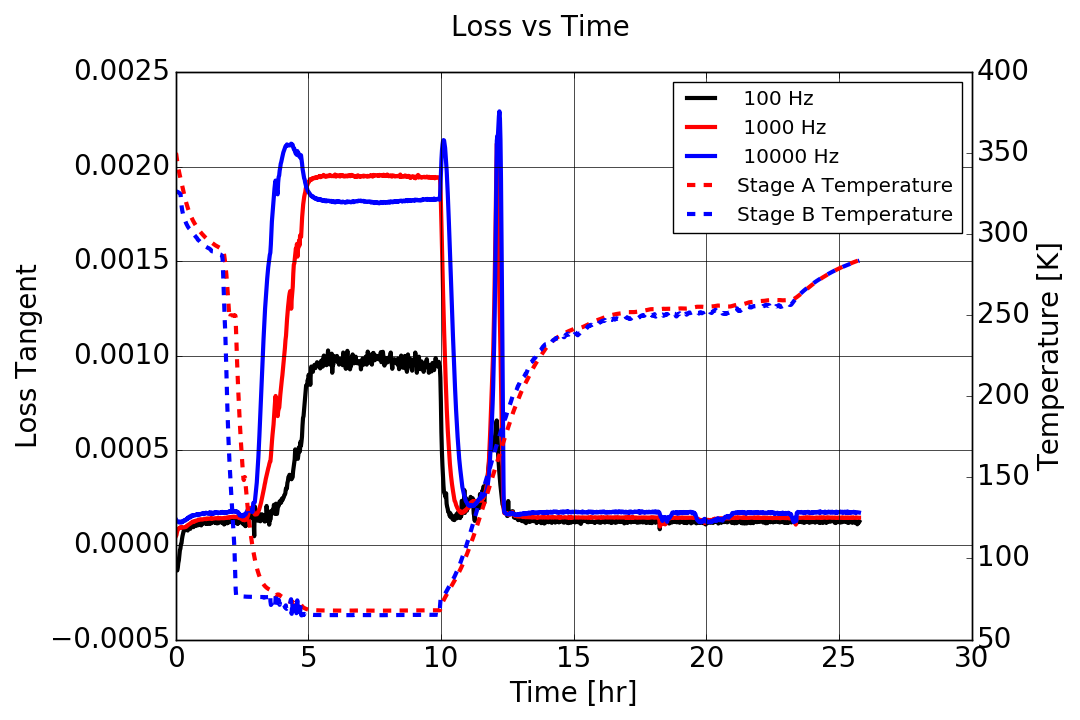 Loss vs Time
0.0025
0.0020
0.0015
0.0010
0.0005
0.0000
−0.0005
Loss Tangent
100 Hz
1000 Hz
10000 Hz
Stage A Temperature
Stage B Temperature
400
350
300
250
200
150
100
50
Temperature [K]
0 5 10 15 20 25 30
Time [hr]